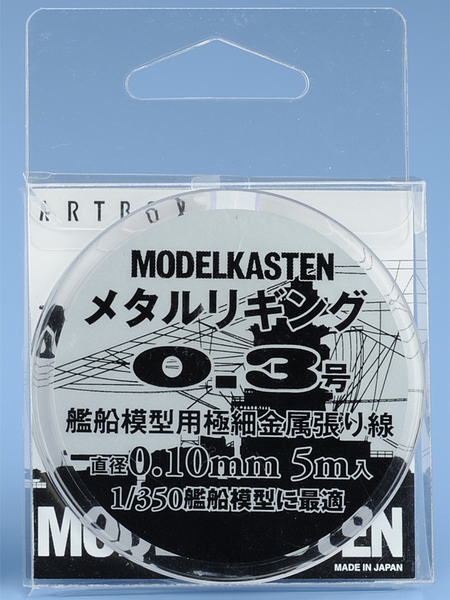 ARTBOX
MODELKASTEN
メタルリギング
0.3号
艦船模型用極細金属張り線
直径0.10mm 5m入
1/350艦船模型に最適
MODELKASTEN
MADE IN JAPAN